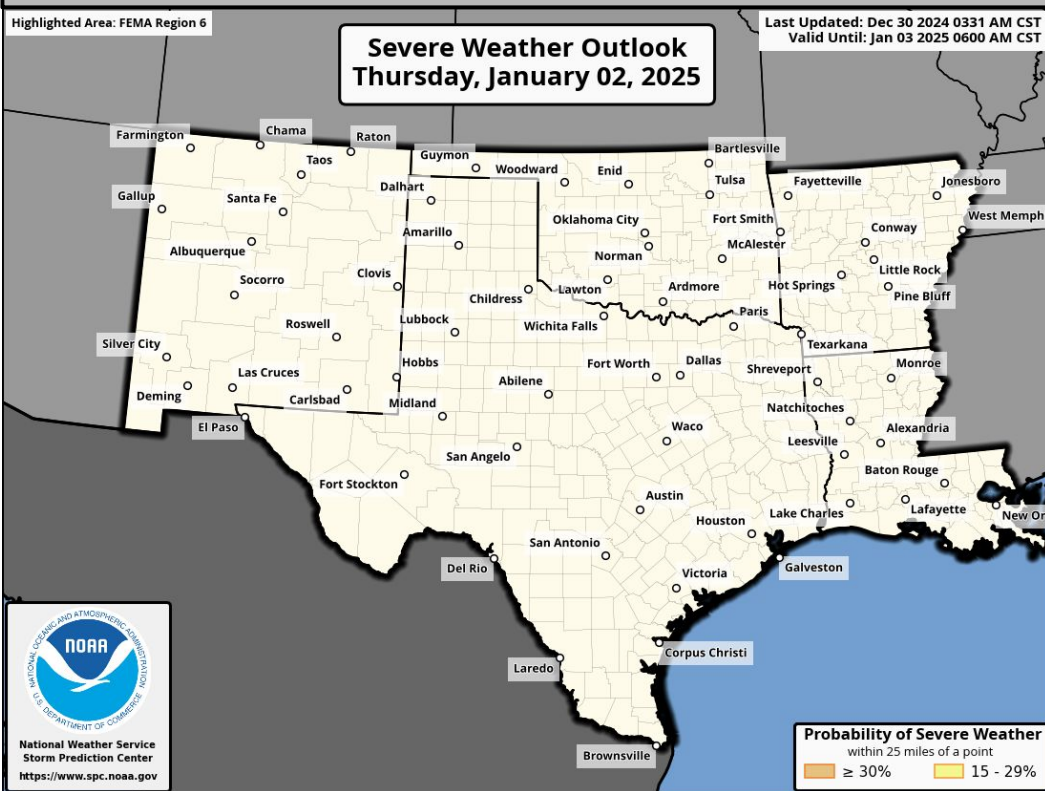 Highlighted Area: FEMA Region 6
Last Updated: Dec 30 2024 0331 AM CST
Valid Until: Jan 03 2025 0600 AM CST
Severe Weather Outlook
Thursday, January 02, 2025
Farmington
Chama
Raton
Taos
Guymon
Woodward
Enid
Bartlesville
Tulsa
Fayetteville
Jonesboro
Gallup
Santa Fe
Dalhart
Oklahoma City
Fort Smith
West Memph
Albuquerque
Amarillo
Norman
McAlester
Conway
Socorro
Clovis
Childress
Lawton
Ardmore
Hot Springs
Little Rock
Pine Bluff
Roswell
Lubbock
Wichita Falls
Paris
Texarkana
Silver City
Las Cruces
Hobbs
Fort Worth
Dallas
Shreveport
Monroe
Deming
Carlsbad
Midland
Abilene
Natchitoches
El Paso
Waco
Leesville
Alexandria
San Angelo
Fort Stockton
Baton Rouge
Austin
Houston
Lake Charles
Lafayette
New Or
San Antonio
Del Rio
Galveston
Victoria
Laredo
Corpus Christi
Brownsville
NATIONAL OCEANIC AND ATMOSPHERIC ADMINISTRATION
NOAA
U.S. DEPARTMENT OF COMMERCE
National Weather Service
Storm Prediction Center
https://www.spc.noaa.gov
Probability of Severe Weather
within 25 miles of a point
≥ 30%
15 - 29%